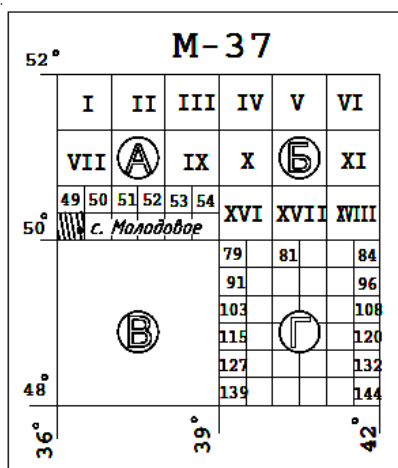 М-37
52°
I II III IV V VI
VII А IX X Б XI
49 50 51 52 53 54
с. Молодовое XVI XVII XVIII
50°
79 81 84
91 96
103 108
В 115 Г 120
127 132
48° 139 144
36° 39° 42°